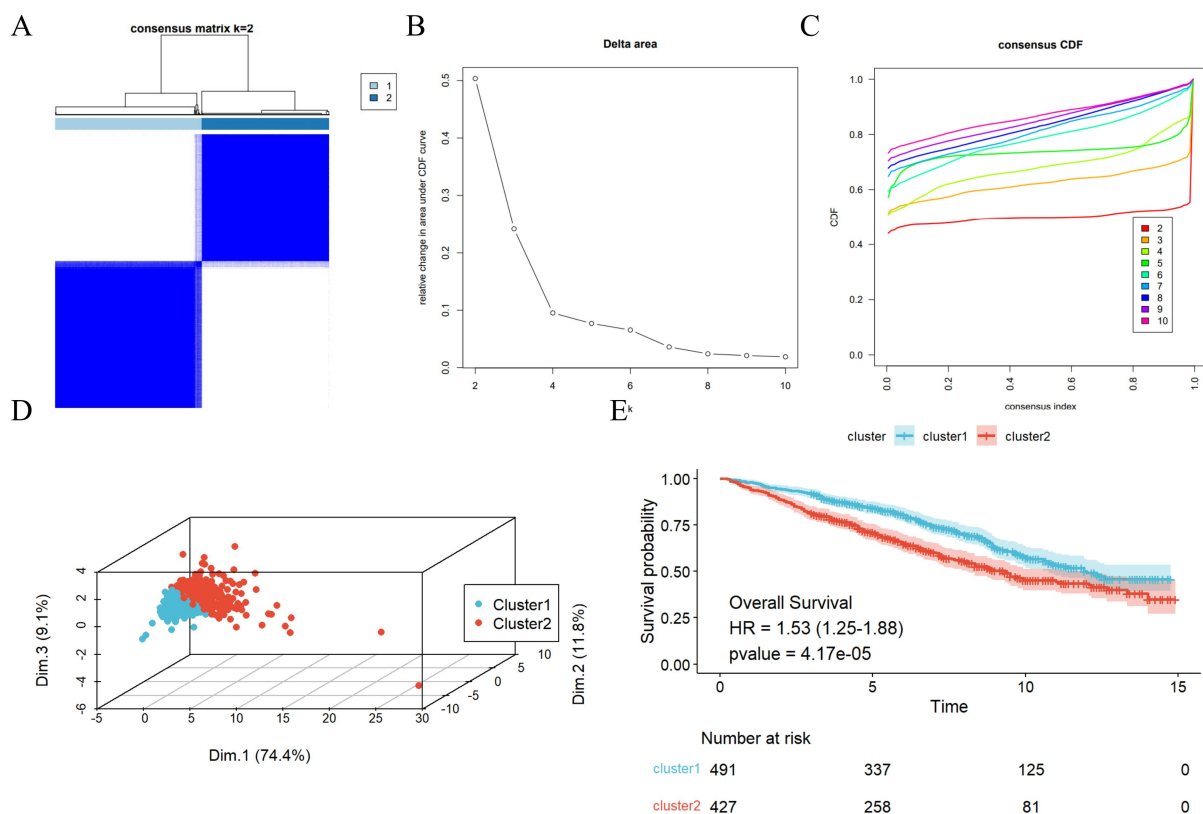 A
consensus matrix k=2
1
2
B
Delta area
relative change in area under CDF curve
0.5
0.4
0.3
0.2
0.1
0.0
2
4
6
8
10
k
C
consensus CDF
CDF
1.0
0.8
0.6
0.4
0.2
0.0
2
3
4
5
6
7
8
9
10
0.0
0.2
0.4
0.6
0.8
1.0
consensus index
D
Dim.3 (9.1%)
4
2
0
-2
-4
-6
-5
0
5
10
15
20
25
30
Dim.1 (74.4%)
-10
-5
0
5
10
Dim.2 (11.8%)
Cluster1
Cluster2
E
cluster cluster1 cluster2
Survival probability
1.00
0.75
0.50
0.25
0.00
Overall Survival
HR = 1.53 (1.25-1.88)
pvalue = 4.17e-05
0 5 10 15
Time
Number at risk
cluster1 491 337 125 0
cluster2 427 258 81 0